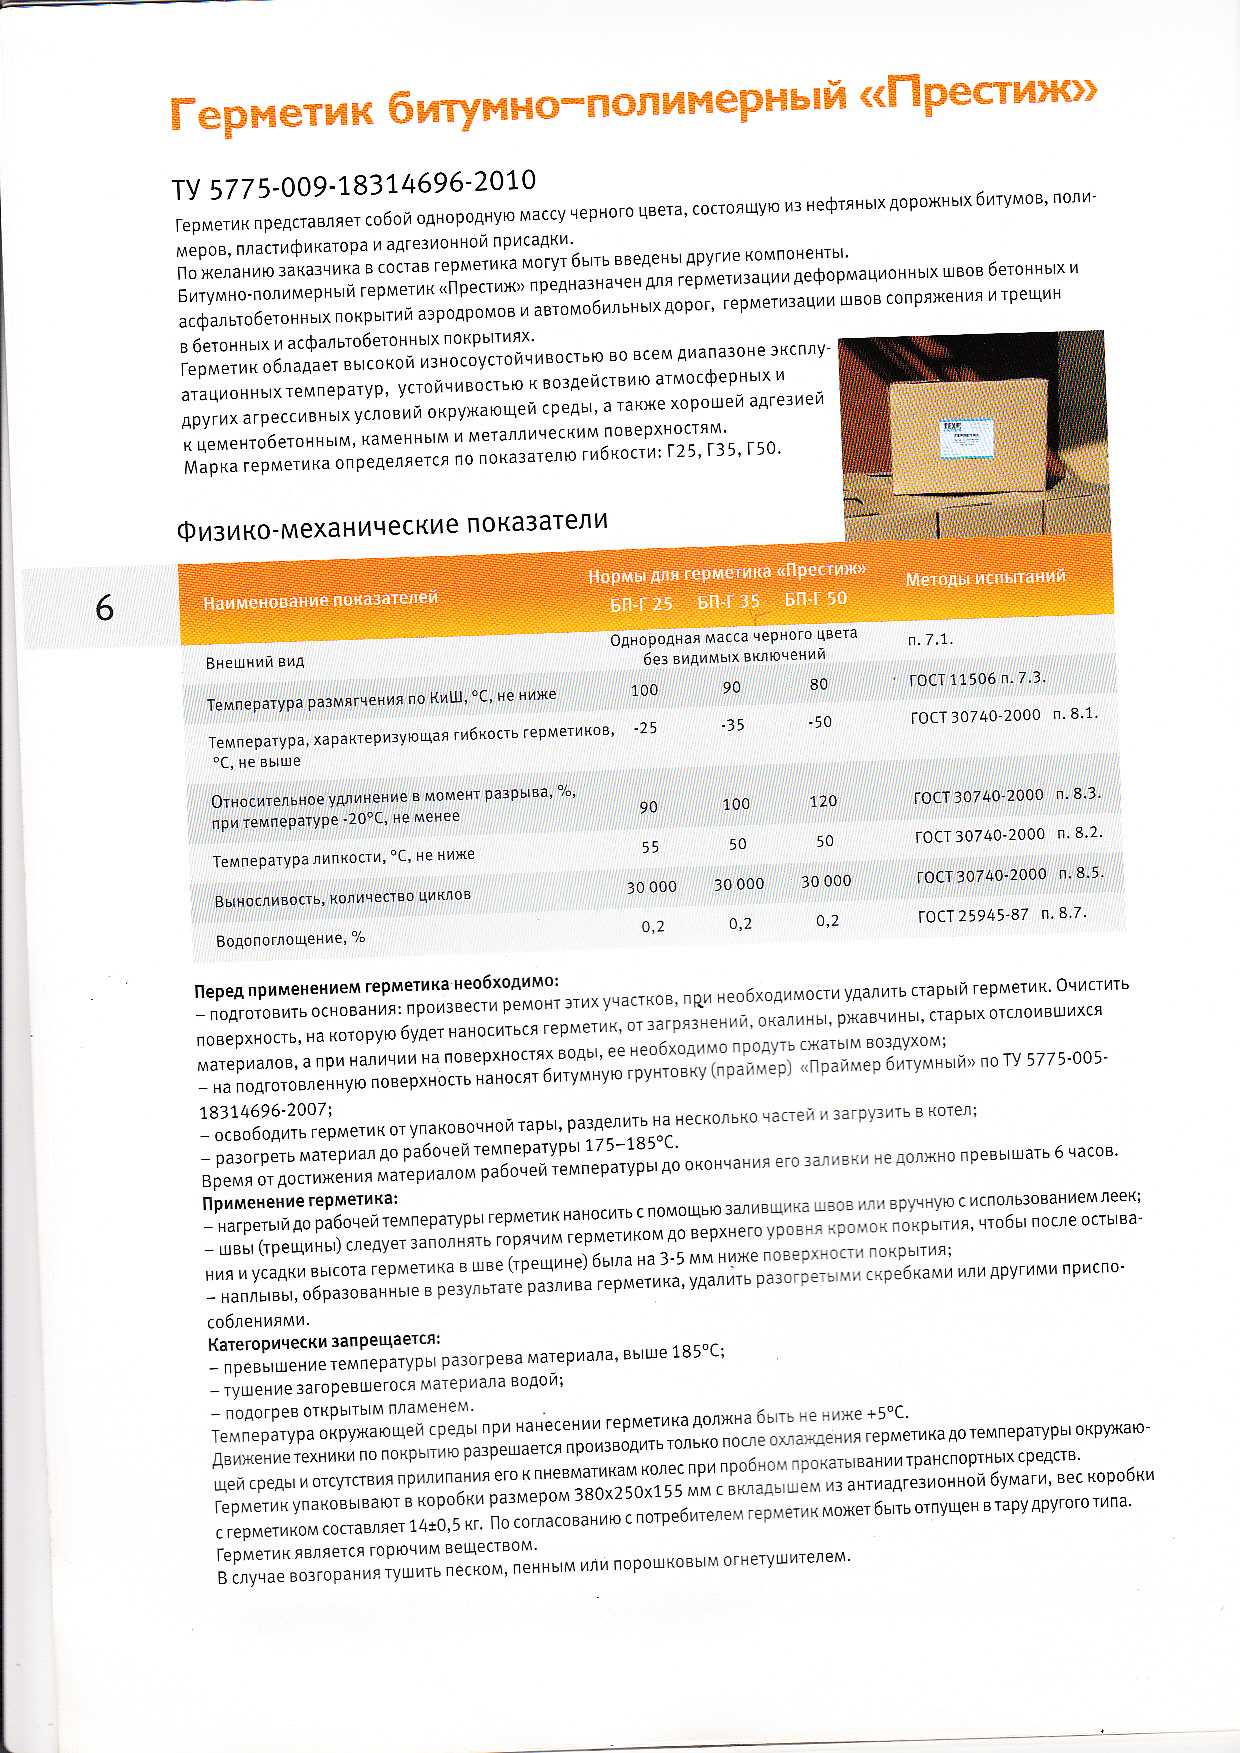 Герметик битумно-полимерный «Престиж»
ТУ 5775-009-18314696-2010
Герметик представляет собой однородную массу черного цвета, состоящую из нефтяных дорожных битумов, поли-
меров, пластификатора и адгезионной присадки.
По желанию заказчика в состав герметика могут быть введены другие компоненты.
Битумно-полимерный герметик «Престиж» предназначен для герметизации деформационных швов бетонных и
асфальтобетонных покрытий аэродромов и автомобильных дорог, герметизации швов сопряжения и трещин
в бетонных и асфальтобетонных покрытиях.
Герметик обладает высокой износоустойчивостью во всем диапазоне эксплу-
атационных температур, устойчивостью к воздействию атмосферных и
других агрессивных условий окружающей среды, а также хорошей адгезией
к цементобетонным, каменным и металлическим поверхностям.
Марка герметика определяется по показателю гибкости: Г25, Г35, Г50.
ГЕРМЕТИК
Физико-механические показатели
6
Наименование показателей
Нормы для герметика «Престиж»
БП-Г 25 БП-Г 35 БП-Г 50
Методы испытаний
Внешний вид
Однородная масса черного цвета
без видимых включений
п. 7.1.
Температура размягчения по КиШ, °С, не ниже 100 90 80 ГОСТ 11506 п. 7.3.
Температура, характеризующая гибкость герметиков, -25 -35 -50 ГОСТ 30740-2000 п. 8.1.
°С, не выше
Относительное удлинение в момент разрыва, %,
при температуре -20°С, не менее 90 100 120 ГОСТ 30740-2000 п. 8.3.
Температура липкости, °С, не ниже 55 50 50 ГОСТ 30740-2000 п. 8.2.
Выносливость, количество циклов 30 000 30 000 30 000 ГОСТ 30740-2000 п. 8.5.
Водопоглощение, % 0,2 0,2 0,2 ГОСТ 25945-87 п. 8.7.
Перед применением герметика необходимо:
– подготовить основания: произвести ремонт этих участков, при необходимости удалить старый герметик. Очистить
поверхность, на которую будет наноситься герметик, от загрязнений, окалины, ржавчины, старых отслоившихся
материалов, а при наличии на поверхностях воды, ее необходимо продуть сжатым воздухом;
– на подготовленную поверхность наносят битумную грунтовку (праймер) «Праймер битумный» по ТУ 5775-005-
18314696-2007;
– освободить герметик от упаковочной тары, разделить на несколько частей и загрузить в котел;
– разогреть материал до рабочей температуры 175–185°С.
Время от достижения материалом рабочей температуры до окончания его заливки не должно превышать 6 часов.
Применение герметика:
– нагретый до рабочей температуры герметик наносить с помощью заливщика швов или вручную с использованием леек;
– швы (трещины) следует заполнять горячим герметиком до верхнего уровня кромок покрытия, чтобы после остыва-
ния и усадки высота герметика в шве (трещине) была на 3-5 мм ниже поверхности покрытия;
– наплывы, образованные в результате разлива герметика, удалить разогретыми скребками или другими приспо-
соблениями.
Категорически запрещается:
– превышение температуры разогрева материала, выше 185°С;
– тушение загоревшегося материала водой;
– подогрев открытым пламенем.
Температура окружающей среды при нанесении герметика должна быть не ниже +5°С.
Движение техники по покрытию разрешается производить только после охлаждения герметика до температуры окружаю-
щей среды и отсутствия прилипания его к пневматикам колес при пробном прокатывании транспортных средств.
Герметик упаковывают в коробки размером 380х250х155 мм с вкладышем из антиадгезионной бумаги, вес коробки
с герметиком составляет 14±0,5 кг. По согласованию с потребителем герметик может быть отпущен в тару другого типа.
Герметик является горючим веществом.
В случае возгорания тушить песком, пенным или порошковым огнетушителем.